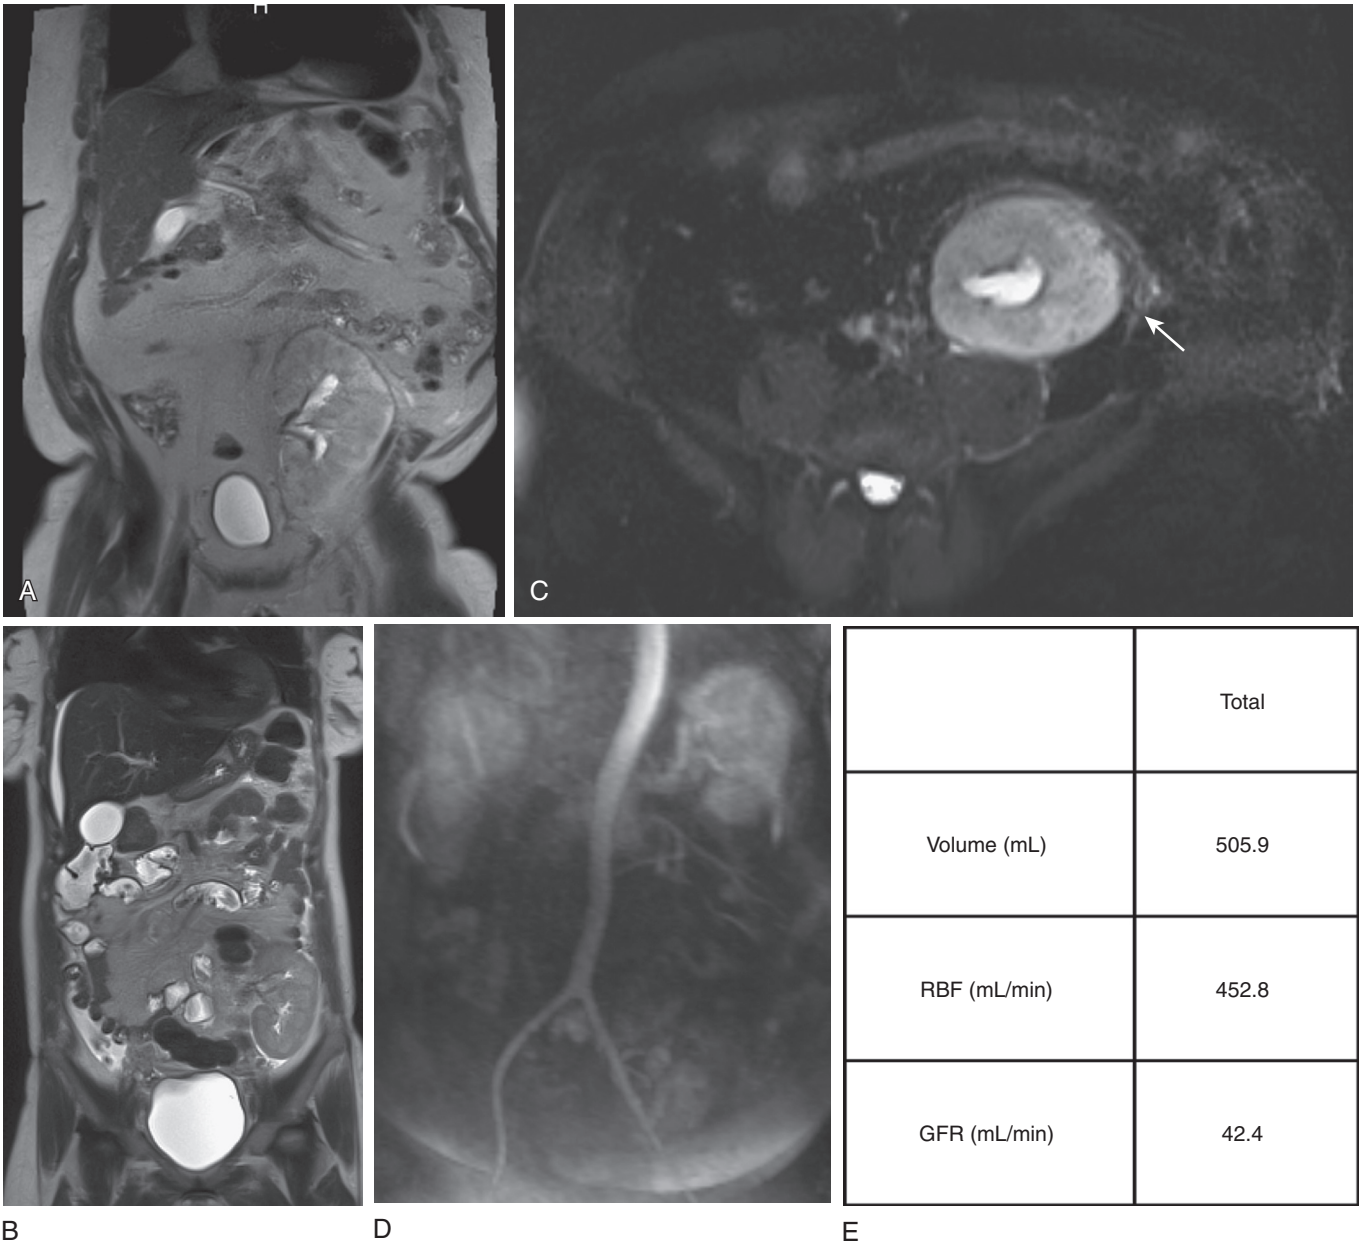 H
A
C
Total
Volume (mL) 505.9
RBF (mL/min) 452.8
GFR (mL/min) 42.4
B
D
E